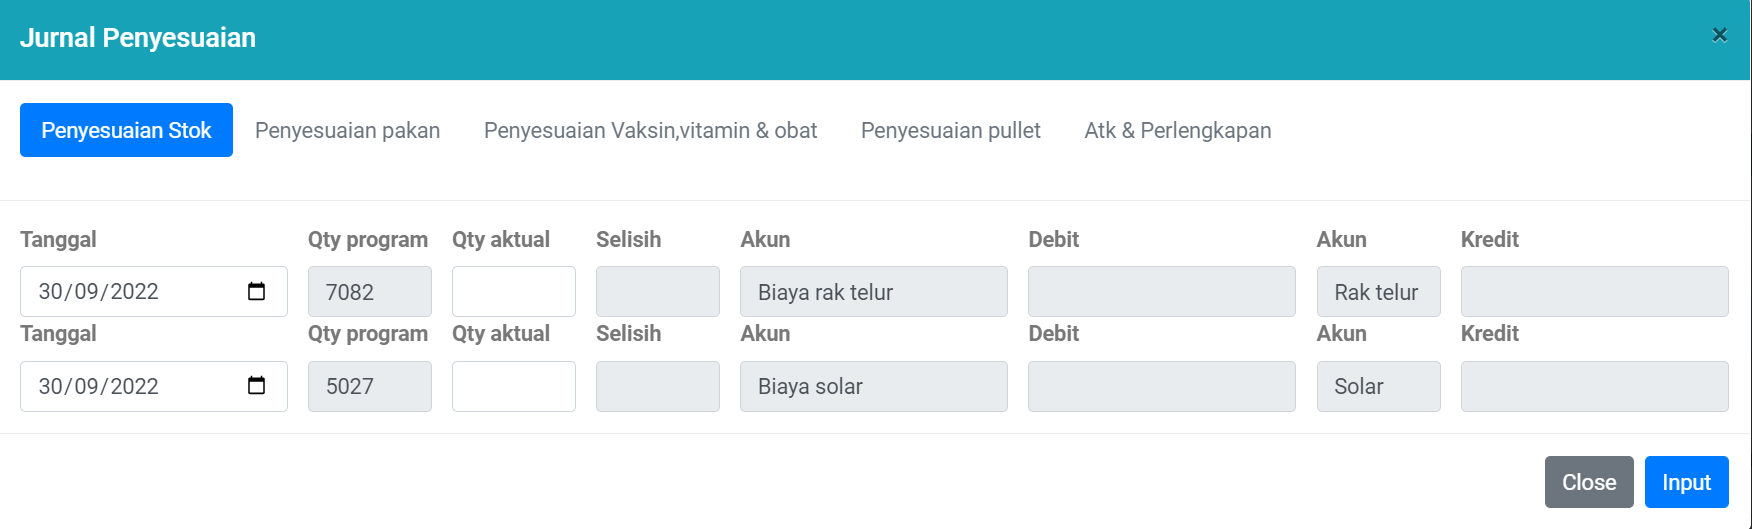 Jurnal Penyesuaian ×
Penyesuaian Stok Penyesuaian pakan Penyesuaian Vaksin,vitamin & obat Penyesuaian pullet Atk & Perlengkapan
Tanggal Qty program Qty aktual Selisih Akun Debit Akun Kredit
30/09/2022 7082 Biaya rak telur Rak telur
Tanggal Qty program Qty aktual Selisih Akun Debit Akun Kredit
30/09/2022 5027 Biaya solar Solar
Close Input